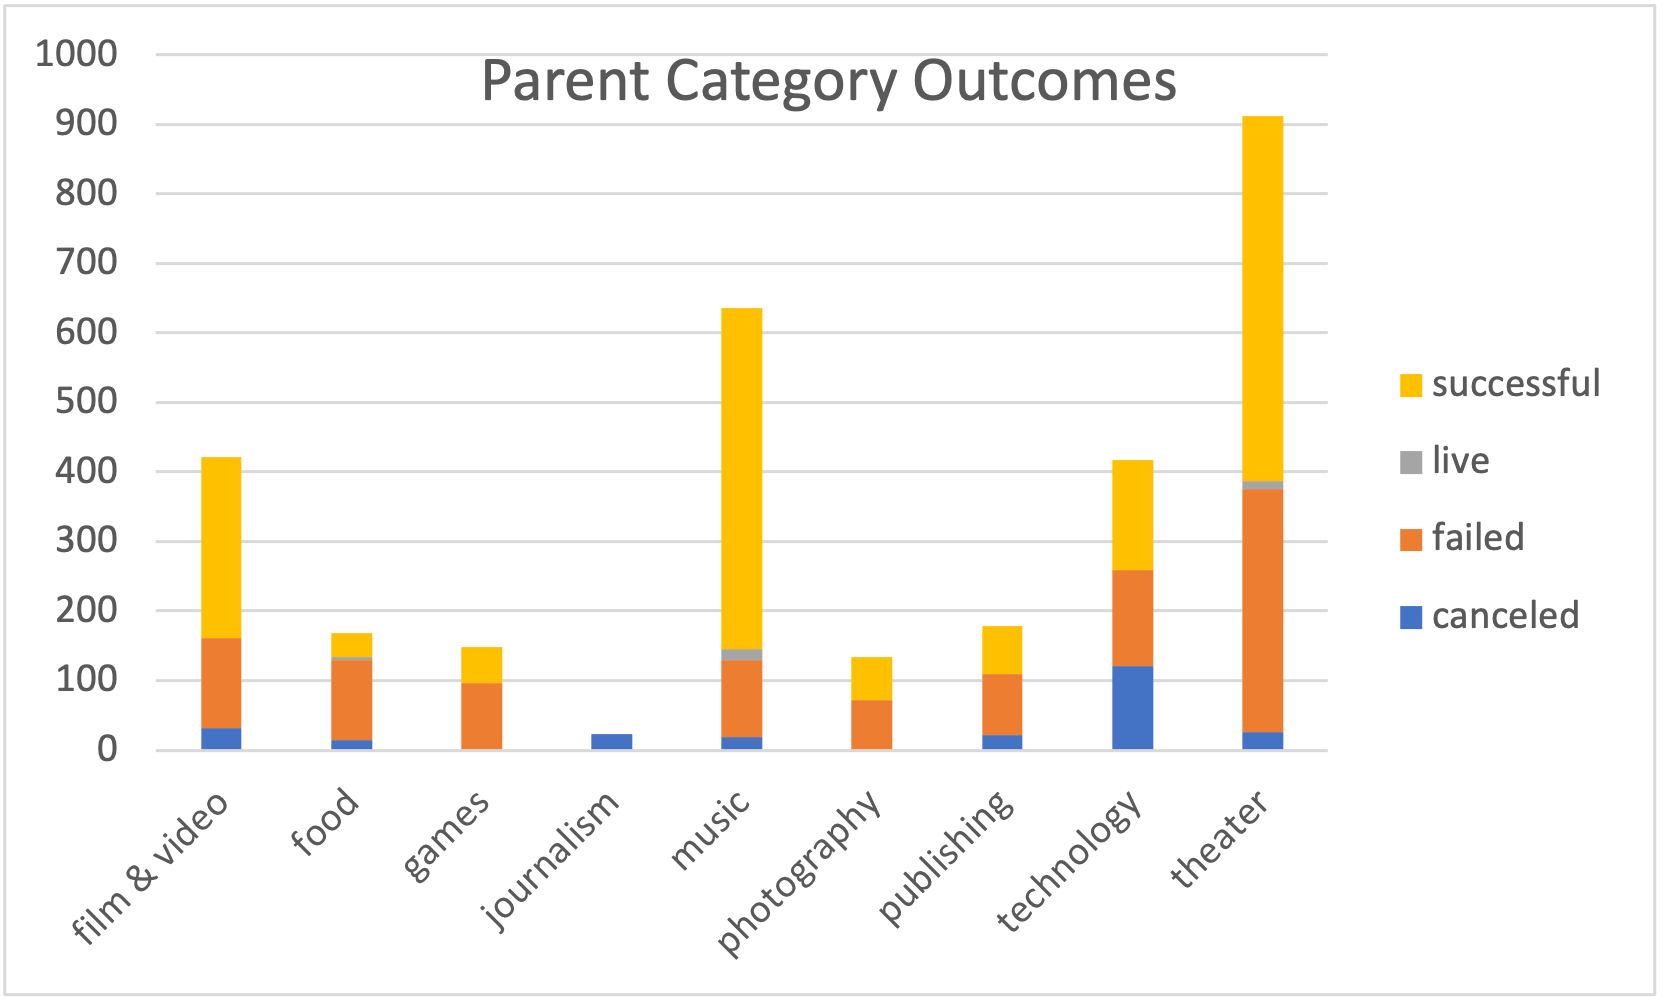 Parent Category Outcomes
1000
900
800
700
600
500
400
300
200
100
0
film & video
food
games
journalism
music
photography
publishing
technology
theater
successful
live
failed
canceled